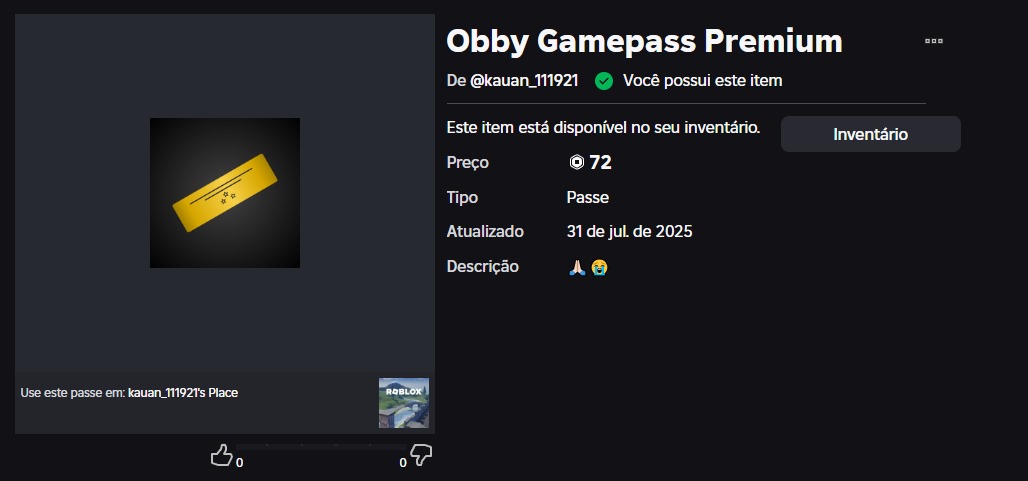 Obby Gamepass Premium
De @kauan_111921 Você possui este item
Este item está disponível no seu inventário.
Inventário
Preço 72
Tipo Passe
Atualizado 31 de jul. de 2025
Descrição 🙏🏻 😭
Use este passe em: kauan_111921's Place
ROBLOX
0 0